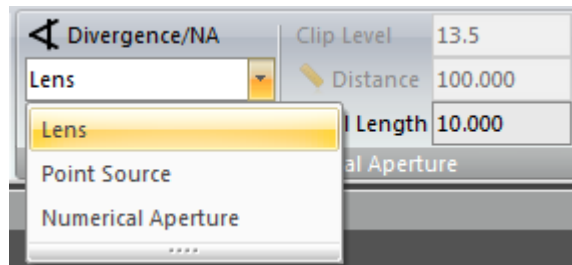 Divergence/NA Clip Level 13.5
Lens Distance 100.000
Lens l Length 10.000
Point Source al Aperture
Numerical Aperture